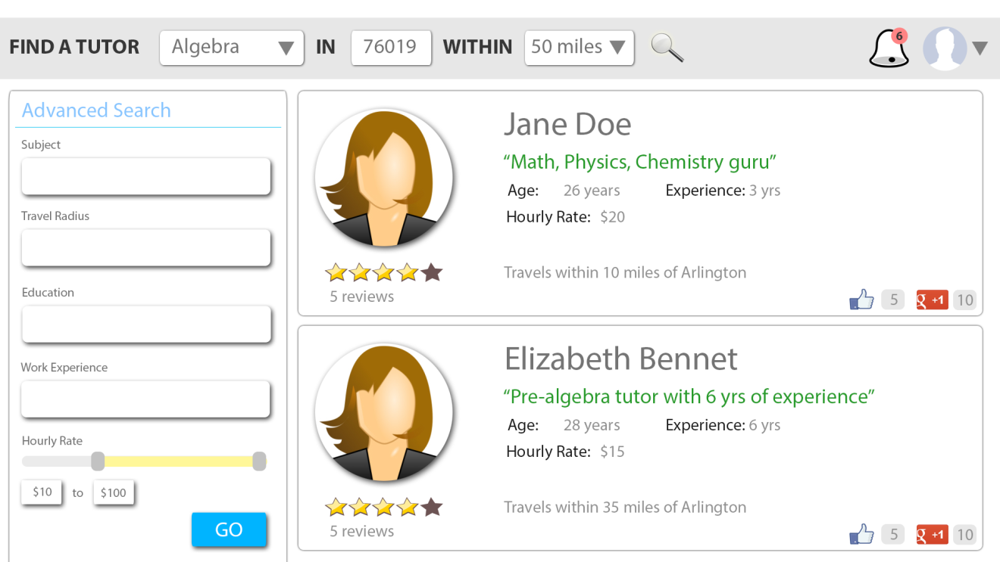 FIND A TUTOR Algebra IN 76019 WITHIN 50 miles 6
Advanced Search
Subject
Travel Radius
Education
Work Experience
Hourly Rate
$10 to $100
GO
Jane Doe
“Math, Physics, Chemistry guru”
Age: 26 years Experience: 3 yrs
Hourly Rate: $20
Travels within 10 miles of Arlington
5 reviews
5 g +1 10
Elizabeth Bennet
“Pre-algebra tutor with 6 yrs of experience”
Age: 28 years Experience: 6 yrs
Hourly Rate: $15
Travels within 35 miles of Arlington
5 reviews
5 g +1 10